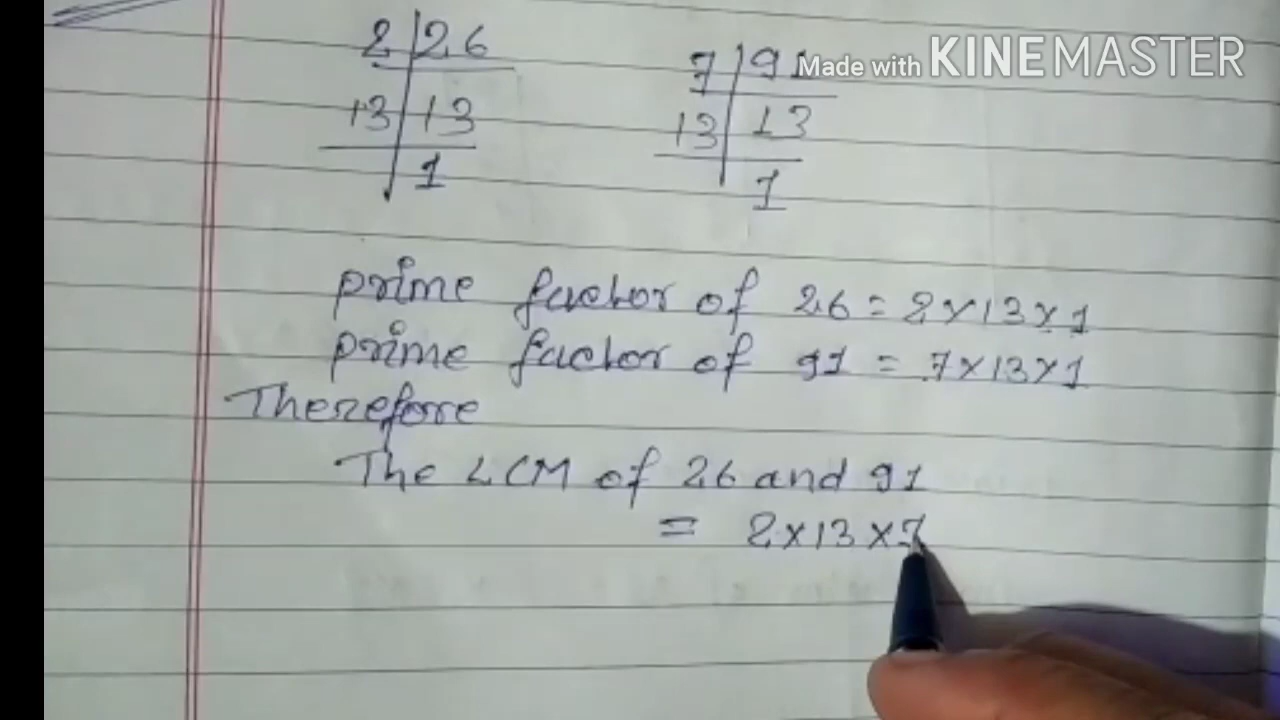 2 26
7 91
Made with KINEMASTER
13 13
13 13
1
1
prime factor of 26 = 2×13×1
prime factor of 91 = 7×13×1
Therefore
The LCM of 26 and 91
= 2×13×7